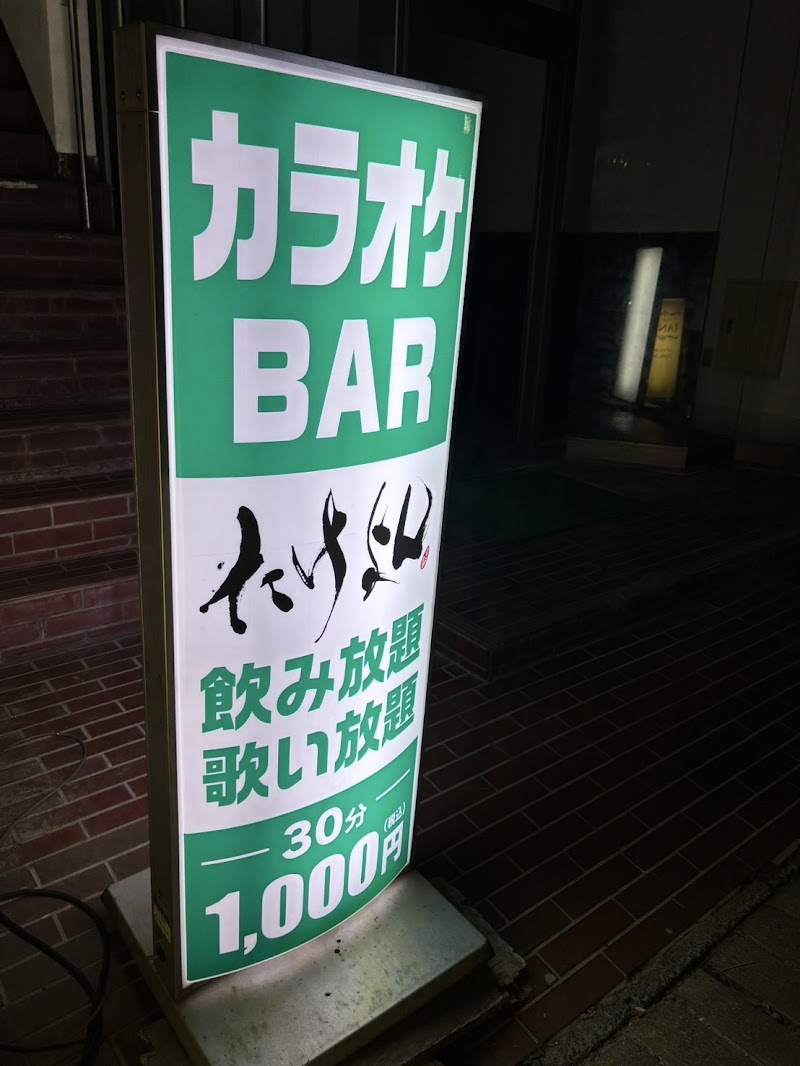 カラオケ
BAR
たけ
飲み放題
歌い放題
30分
1,000円
(税込)
TAN